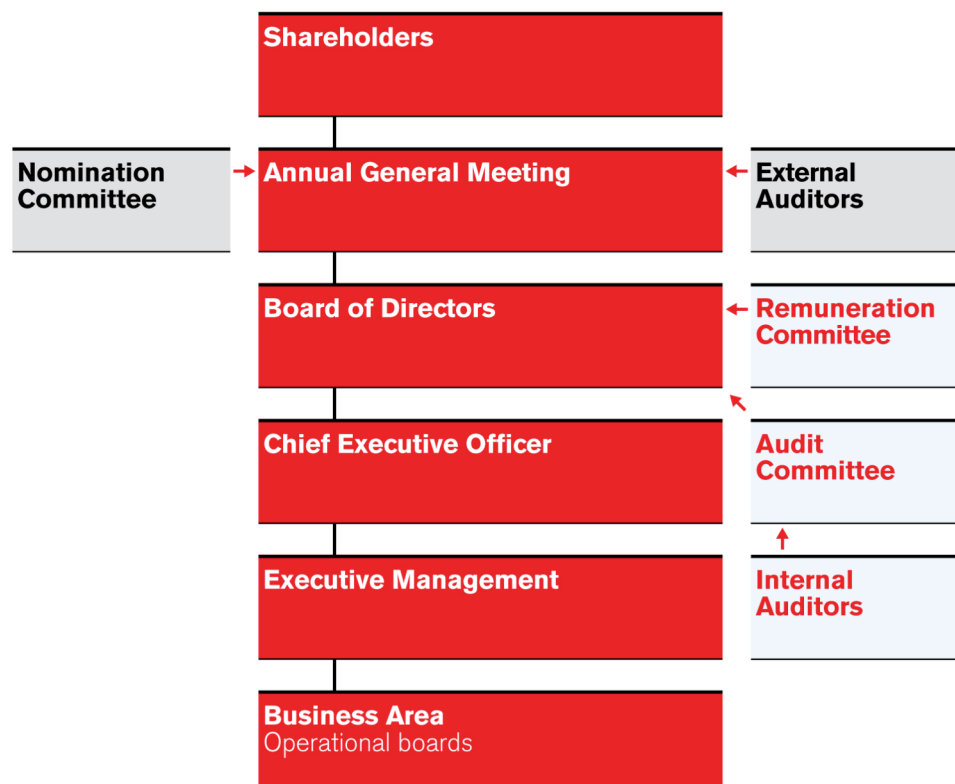 Shareholders
Nomination
Committee
Annual General Meeting
External
Auditors
Board of Directors
Remuneration
Committee
Chief Executive Officer
Audit
Committee
Executive Management
Internal
Auditors
Business Area
Operational boards